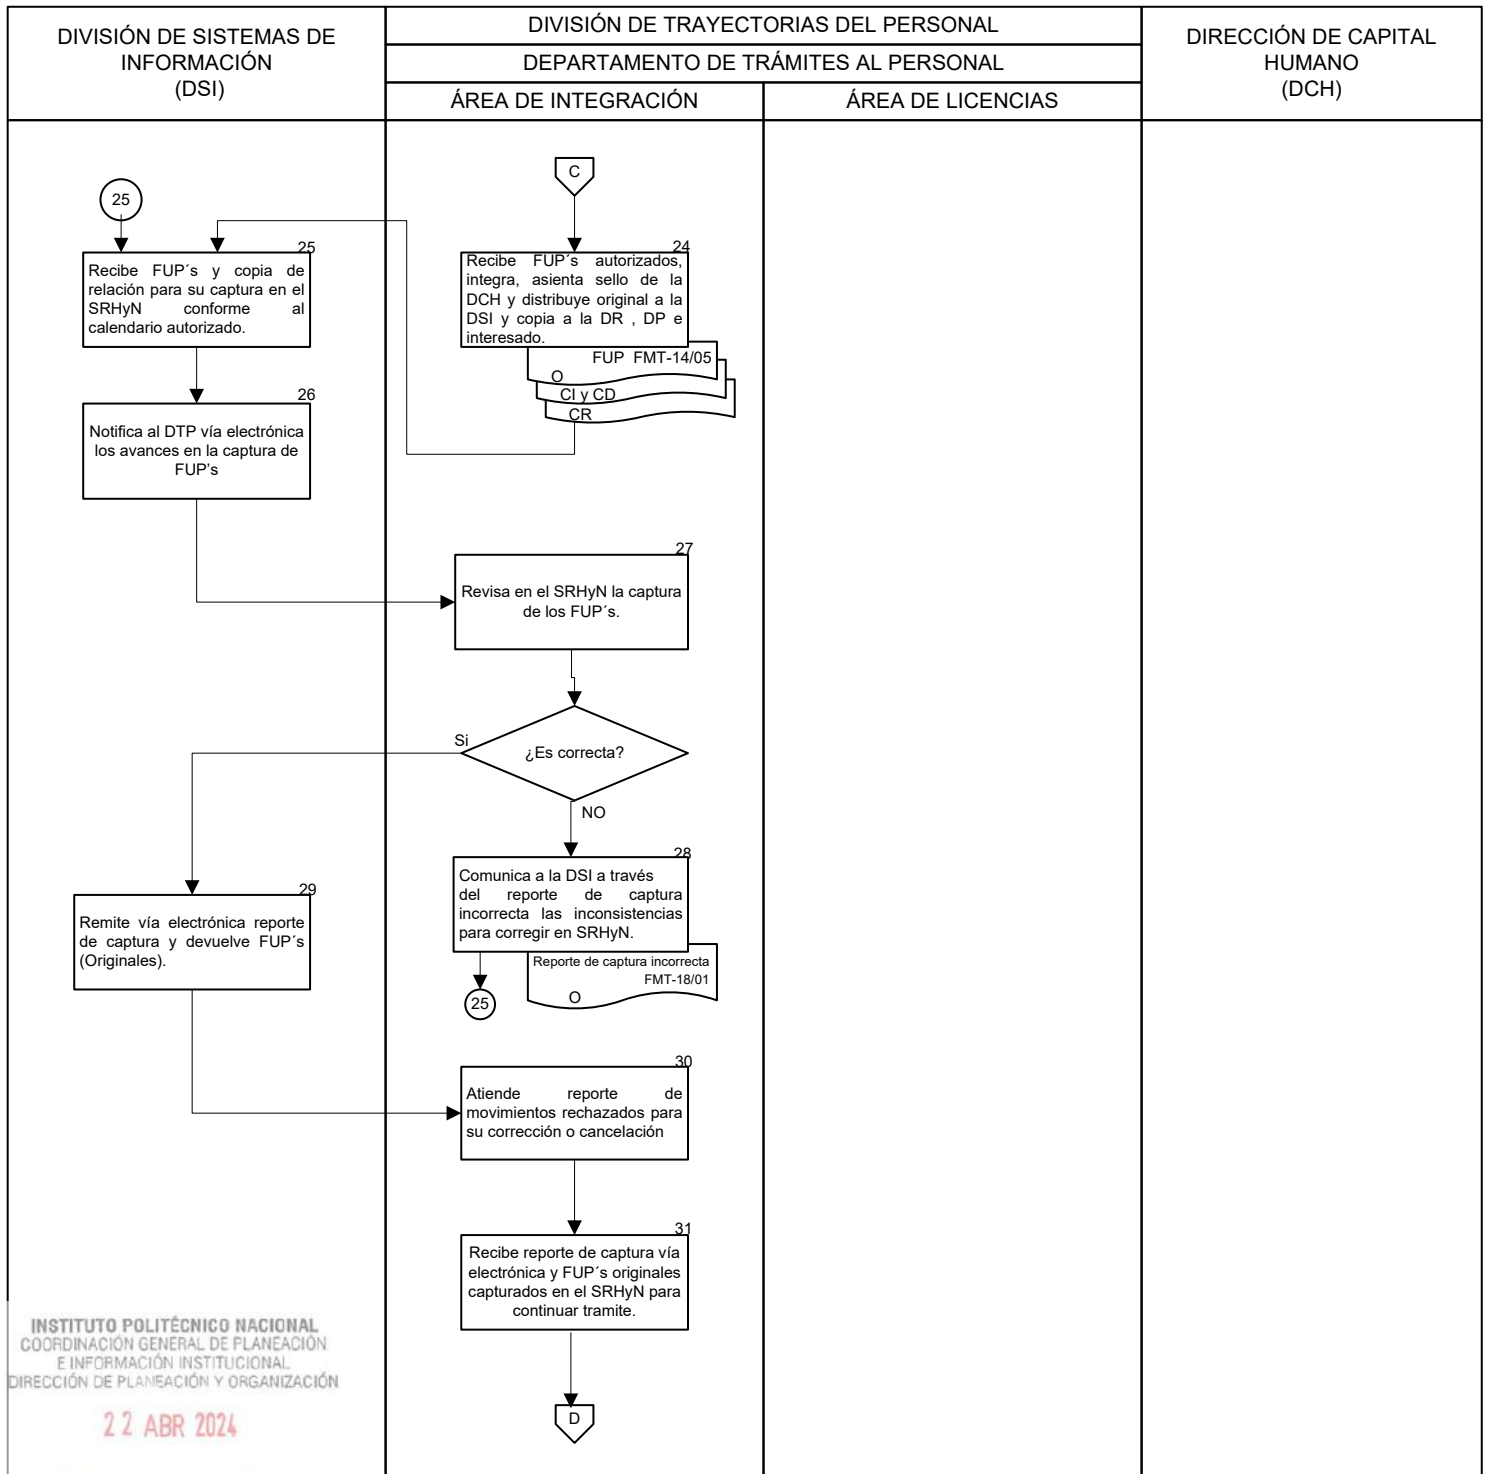 DIVISIÓN DE SISTEMAS DE
INFORMACIÓN
(DSI)
DIVISIÓN DE TRAYECTORIAS DEL PERSONAL
DEPARTAMENTO DE TRÁMITES AL PERSONAL
ÁREA DE INTEGRACIÓN
ÁREA DE LICENCIAS
DIRECCIÓN DE CAPITAL
HUMANO
(DCH)
C
25
24
Recibe FUP´s autorizados,
integra, asienta sello de la
DCH y distribuye original a la
DSI y copia a la DR , DP e
interesado.
FUP FMT-14/05
O
CI y CD
CR
25
Recibe FUP´s y copia de
relación para su captura en el
SRHyN conforme al
calendario autorizado.
26
Notifica al DTP vía electrónica
los avances en la captura de
FUP's
27
Revisa en el SRHyN la captura
de los FUP´s.
¿Es correcta?
Si
NO
28
Comunica a la DSI a través
del reporte de captura
incorrecta las inconsistencias
para corregir en SRHyN.
Reporte de captura incorrecta
FMT-18/01
O
25
29
Remite vía electrónica reporte
de captura y devuelve FUP´s
(Originales).
30
Atiende reporte de
movimientos rechazados para
su corrección o cancelación
31
Recibe reporte de captura vía
electrónica y FUP´s originales
capturados en el SRHyN para
continuar tramite.
D
INSTITUTO POLITÉCNICO NACIONAL
COORDINACIÓN GENERAL DE PLANEACIÓN
E INFORMACIÓN INSTITUCIONAL
DIRECCIÓN DE PLANEACIÓN Y ORGANIZACIÓN
22 ABR 2024